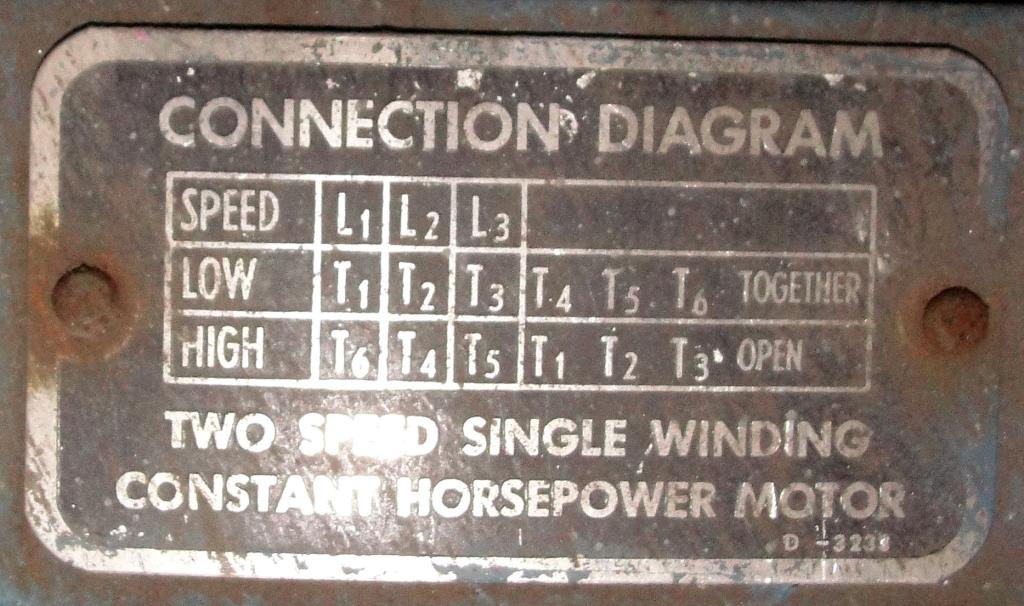 CONNECTION DIAGRAM
SPEED L1 L2 L3
LOW T1 T2 T3 T4 T5 T6 TOGETHER
HIGH T6 T4 T5 T1 T2 T3 OPEN
TWO SPEED SINGLE WINDING
CONSTANT HORSEPOWER MOTOR
D-3238